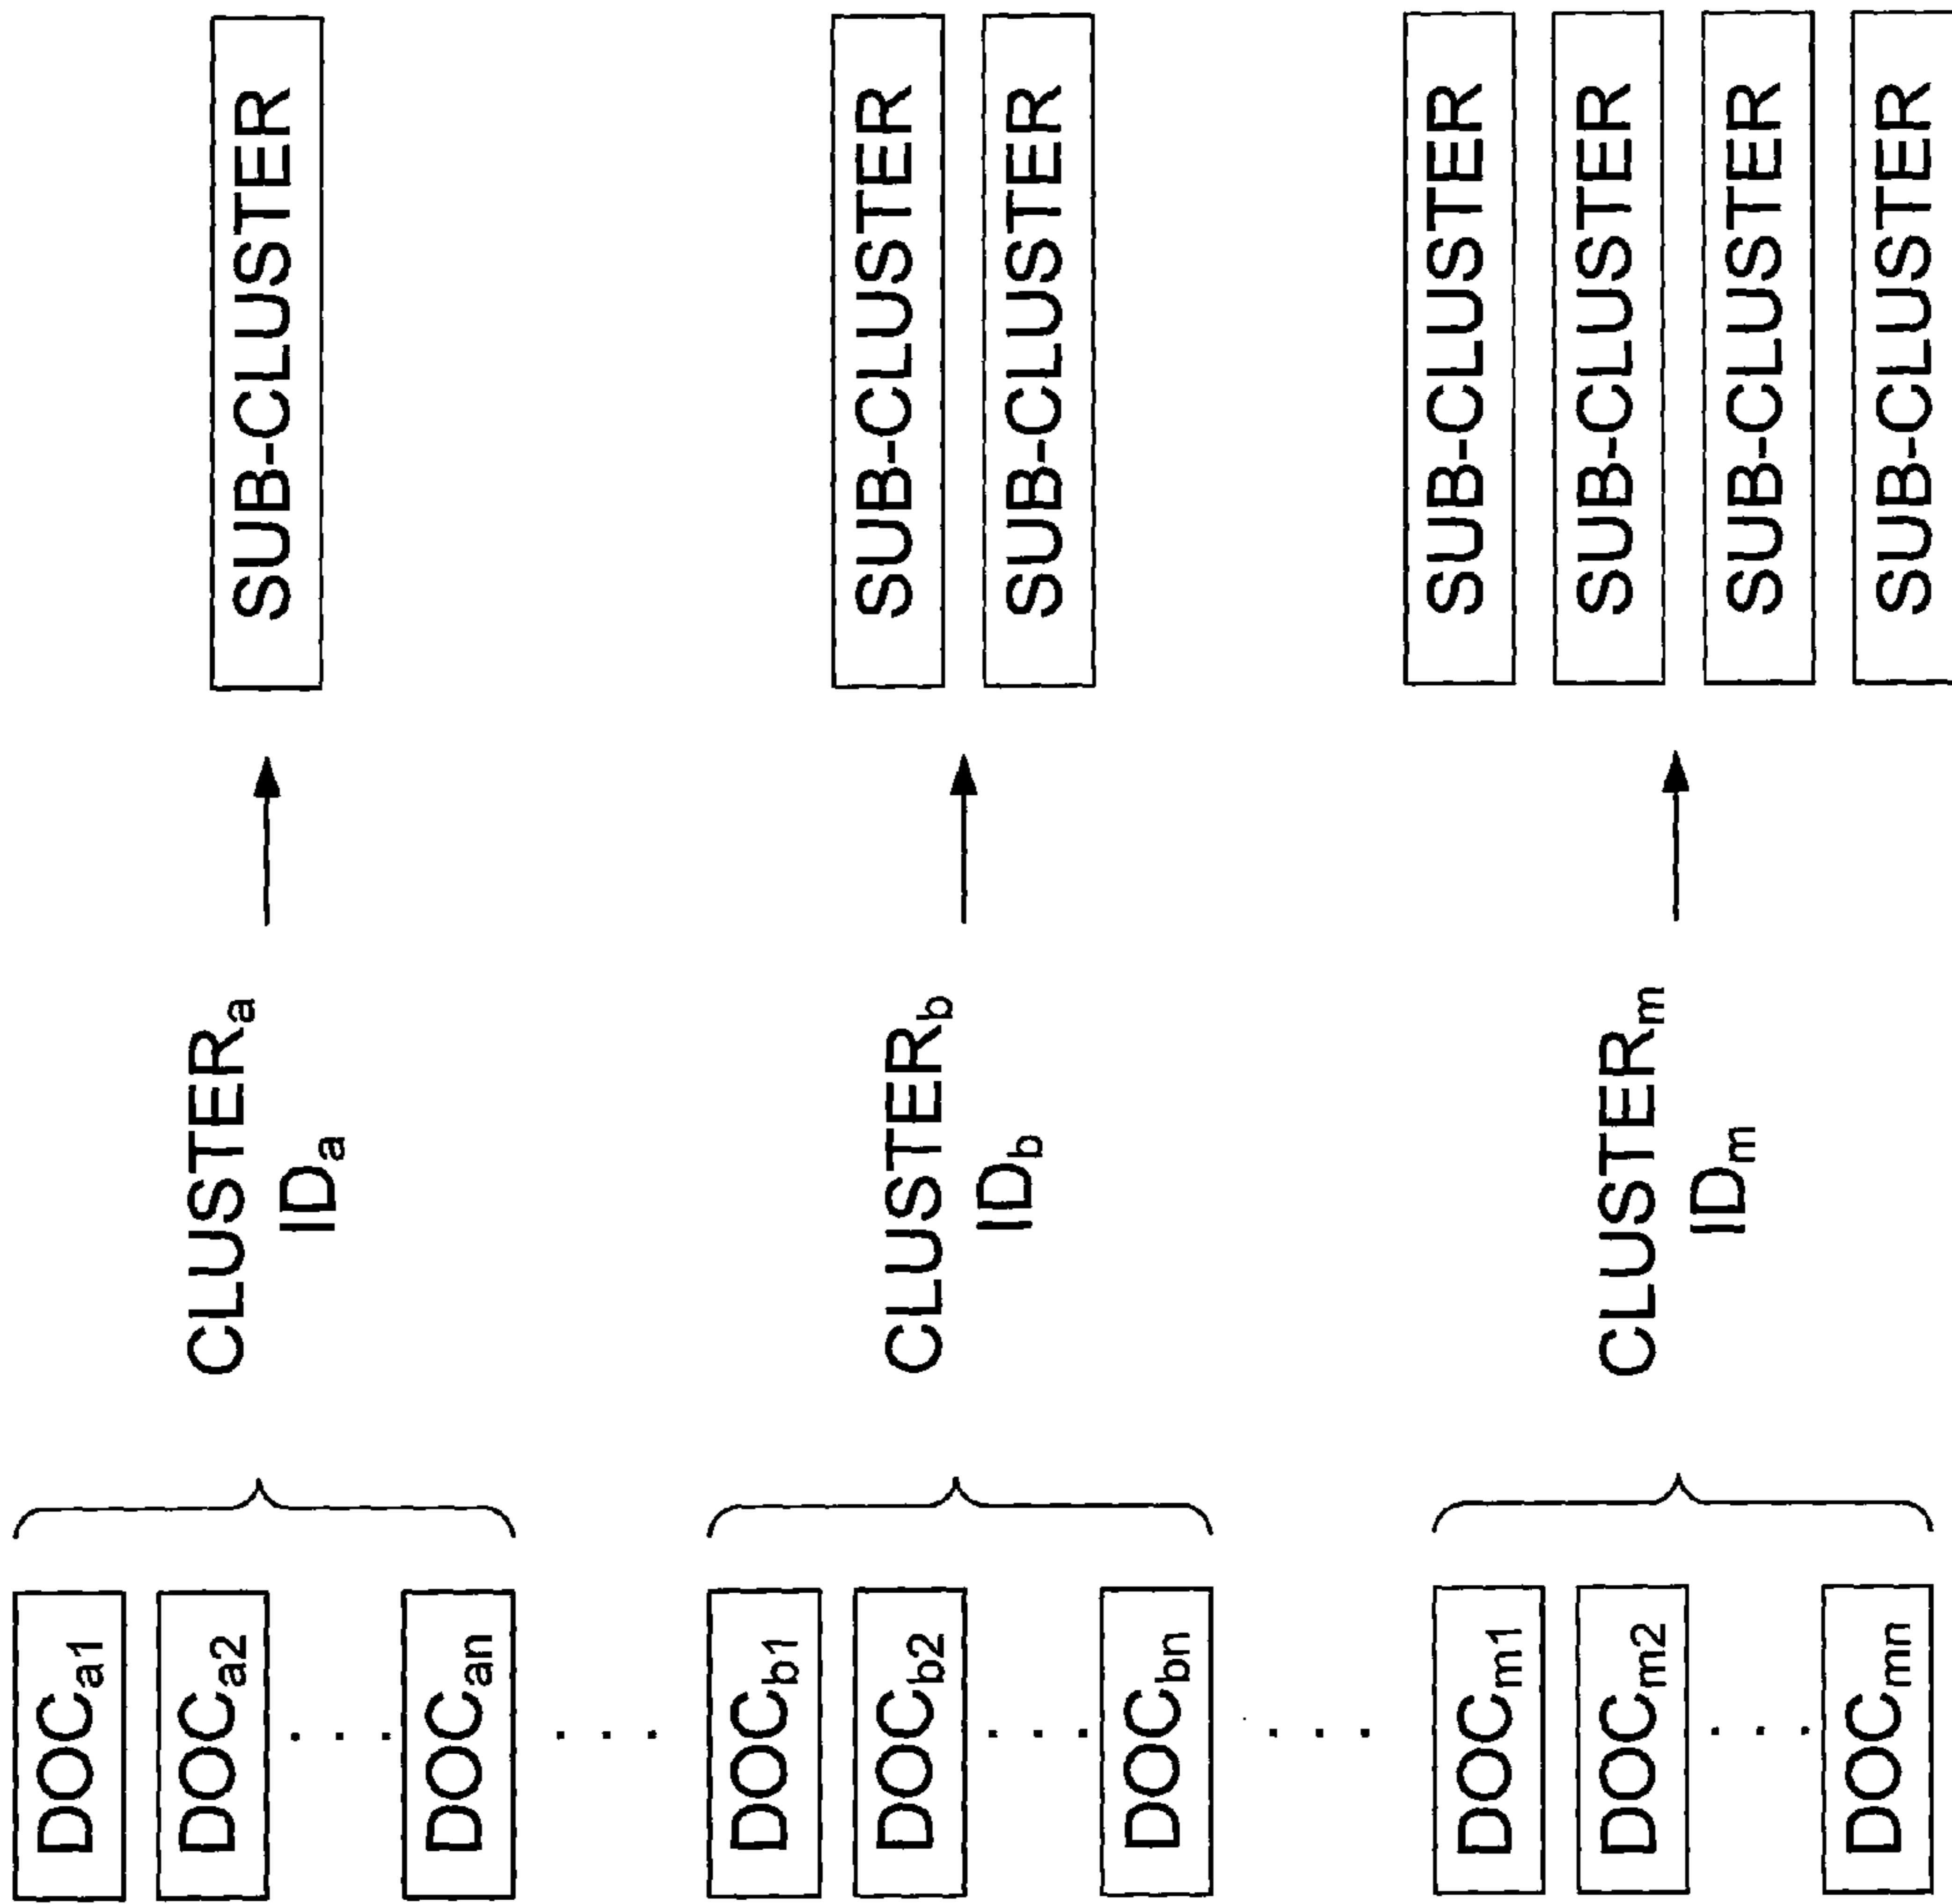 DOCa1
DOCa2
. . .
DOCan
CLUSTERa
IDa
SUB-CLUSTER
. . .
DOCb1
DOCb2
. . .
DOCbn
CLUSTERb
IDb
SUB-CLUSTER
SUB-CLUSTER
. . .
DOCm1
DOCm2
. . .
DOCmn
CLUSTERm
IDm
SUB-CLUSTER
SUB-CLUSTER
SUB-CLUSTER
SUB-CLUSTER